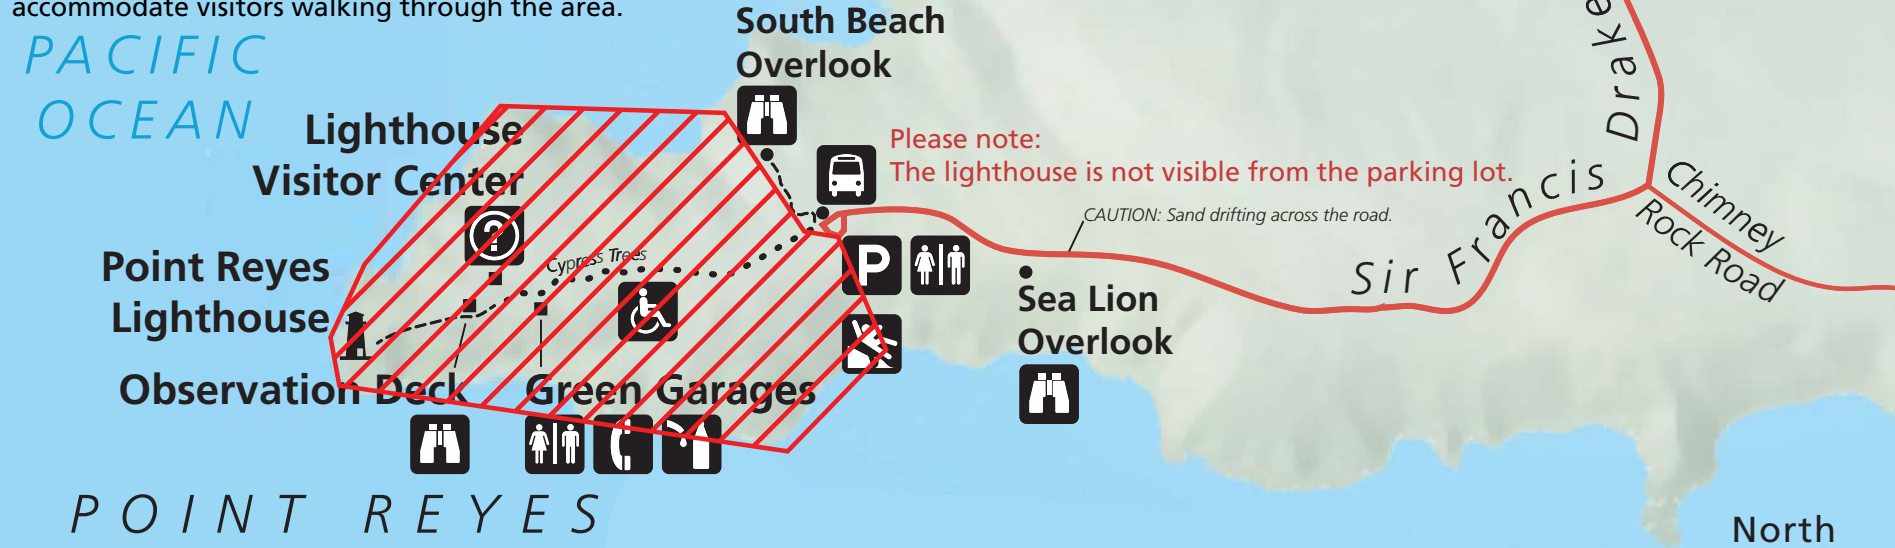 accommodate visitors walking through the area.
PACIFIC
OCEAN
South Beach
Overlook
Lighthouse
Visitor Center
Please note:
The lighthouse is not visible from the parking lot.
CAUTION: Sand drifting across the road.
Sir Francis Drake
Chimney
Rock Road
Cypress Trees
?
P
Point Reyes
Lighthouse
Sea Lion
Overlook
Observation Deck
Green Garages
POINT REYES
North